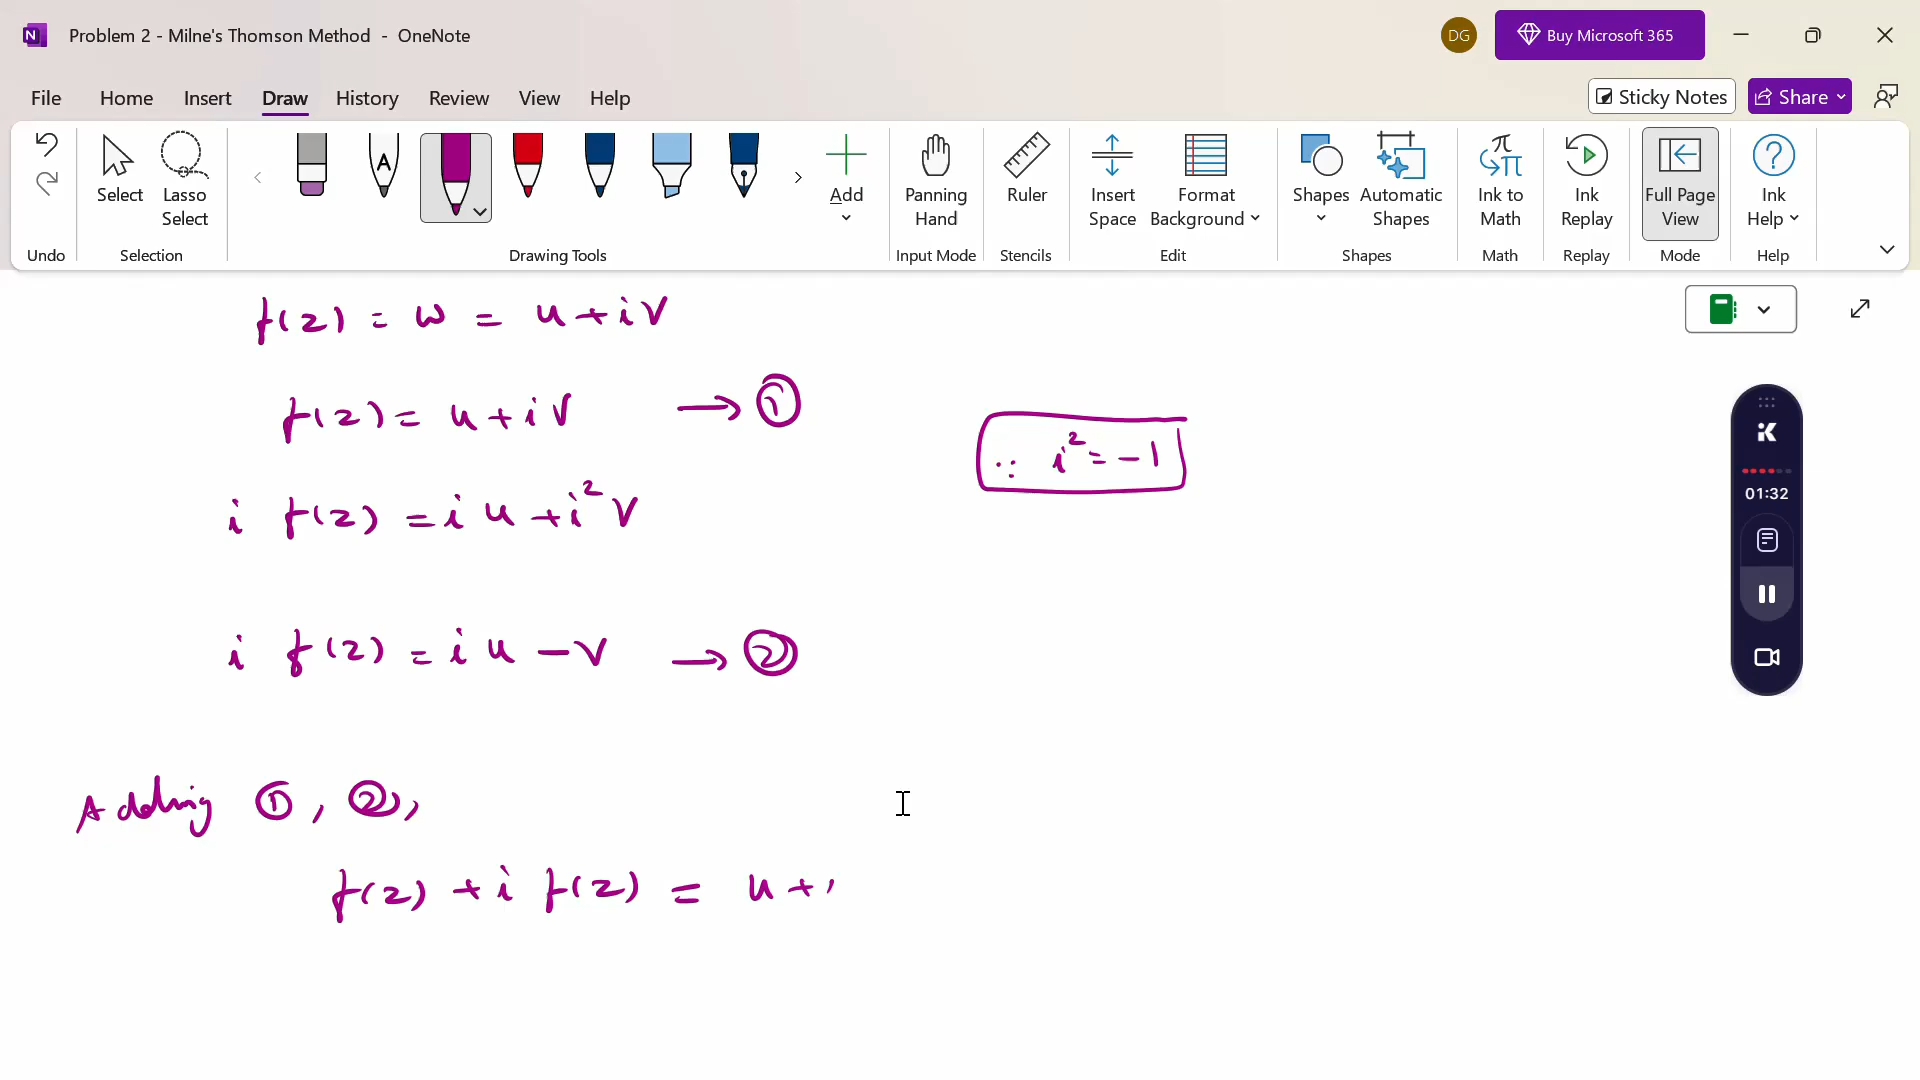 Problem 2 - Milne's Thomson Method - OneNote
DG
Buy Microsoft 365
File Home Insert Draw History Review View Help
Sticky Notes
Share
Select
Lasso Select
A
Add
Panning Hand
Ruler
Insert Space
Format Background
Shapes
Automatic Shapes
Ink to Math
Ink Replay
Full Page View
Ink Help
Undo
Selection
Drawing Tools
Input Mode
Stencils
Edit
Shapes
Math
Replay
Mode
Help
f(z) = w = u + iV
f(z) = u + iV → ①
∵ i² = -1
i f(z) = i u + i² V
01:32
i f(z) = i u - V → ②
Adding ①, ②,
f(z) + i f(z) = u +